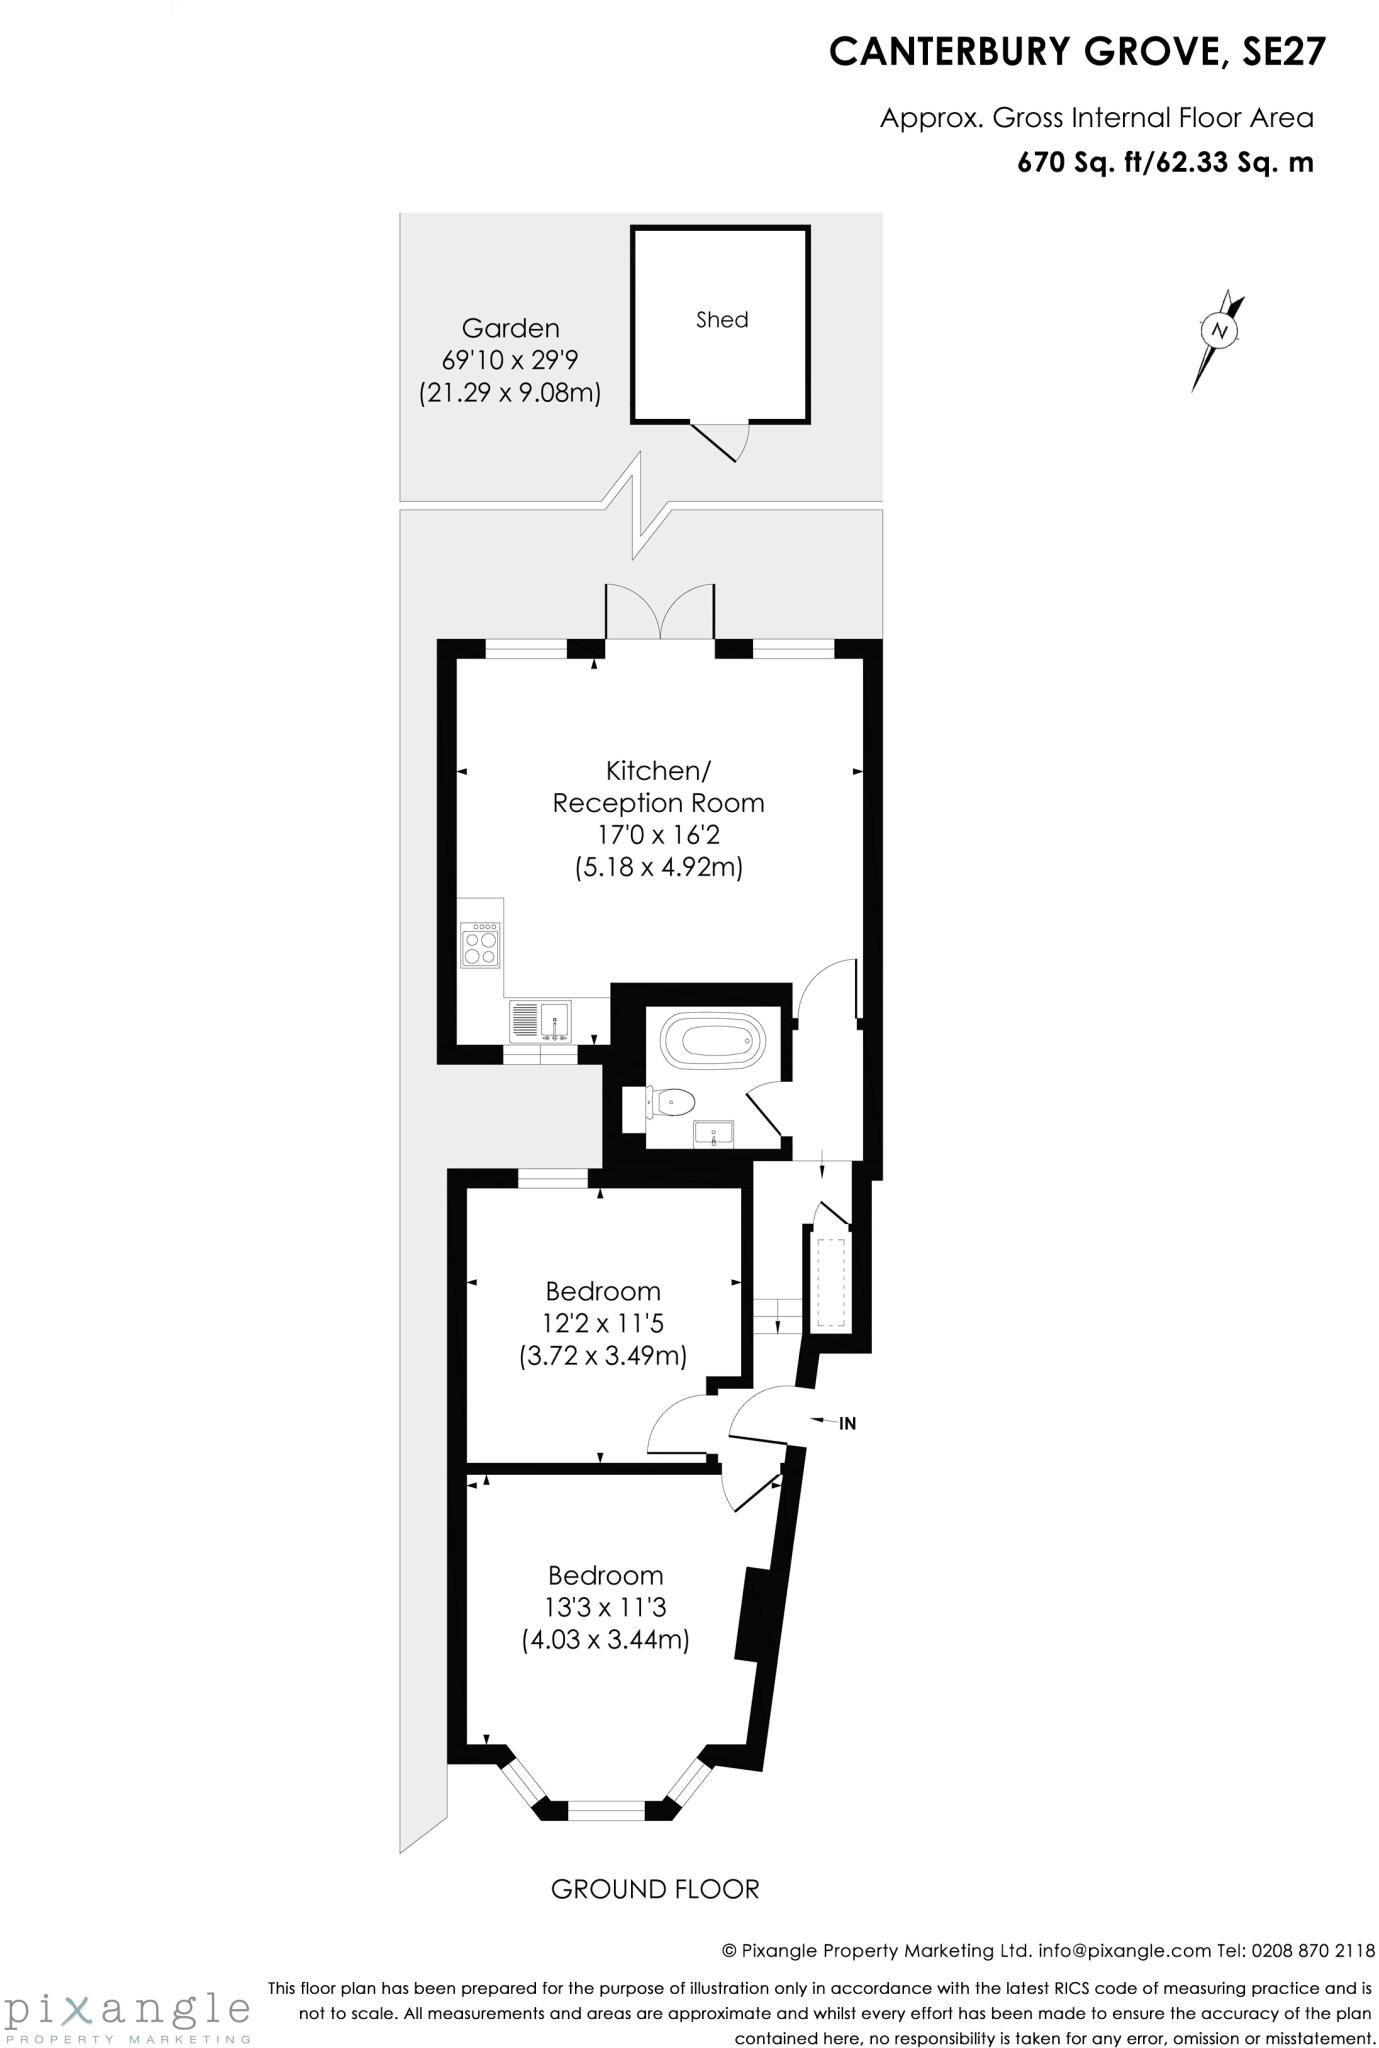 CANTERBURY GROVE, SE27
Approx. Gross Internal Floor Area
670 Sq. ft/62.33 Sq. m
Shed
Garden
69'10 x 29'9
(21.29 x 9.08m)
N
Kitchen/
Reception Room
17'0 x 16'2
(5.18 x 4.92m)
Bedroom
12'2 x 11'5
(3.72 x 3.49m)
IN
Bedroom
13'3 x 11'3
(4.03 x 3.44m)
GROUND FLOOR
© Pixangle Property Marketing Ltd. info@pixangle.com Tel: 0208 870 2118
This floor plan has been prepared for the purpose of illustration only in accordance with the latest RICS code of measuring practice and is
not to scale. All measurements and areas are approximate and whilst every effort has been made to ensure the accuracy of the plan
contained here, no responsibility is taken for any error, omission or misstatement.
pixangle
PROPERTY MARKETING